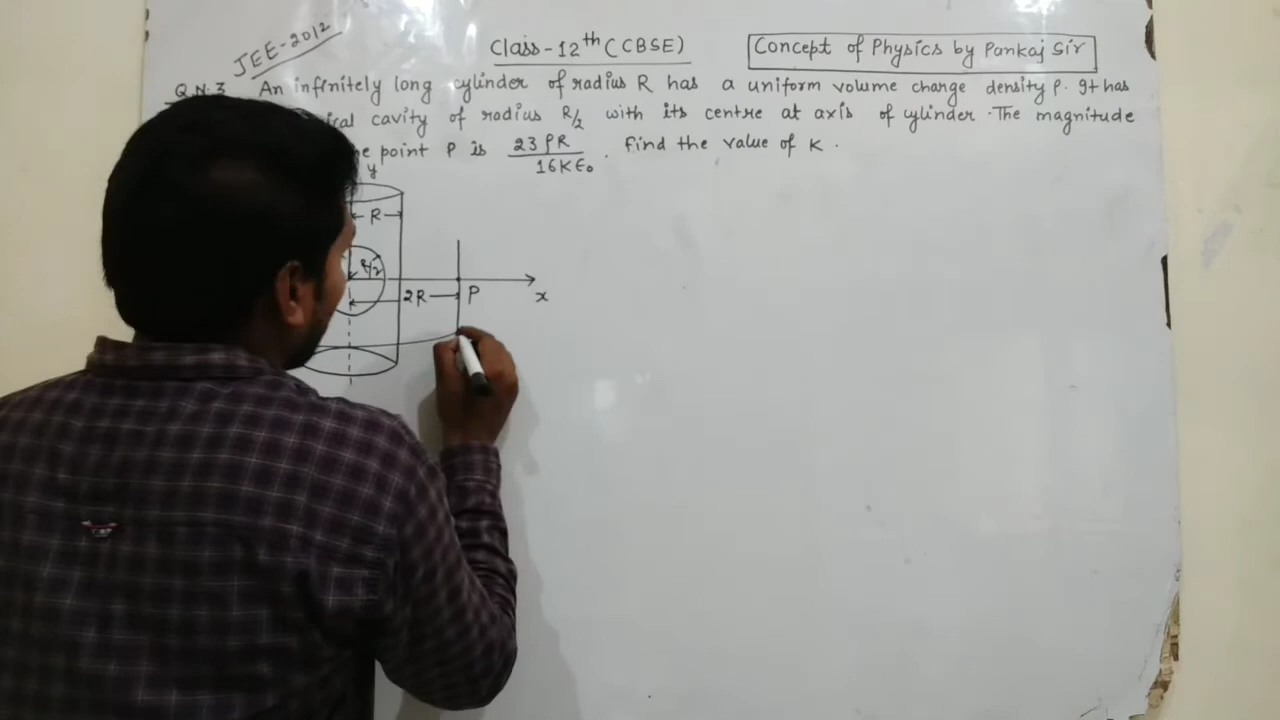 JEE-2012
Class-12th (CBSE)
Concept of Physics by Pankaj Sir
Q.N.3 An infinitely long cylinder of radius R has a uniform volume change density ρ. It has
ical cavity of radius R/2 with its centre at axis of cylinder. The magnitude
e point P is 23ρR/16Kε₀. find the value of K.
y
R
R/2
2R
P
x